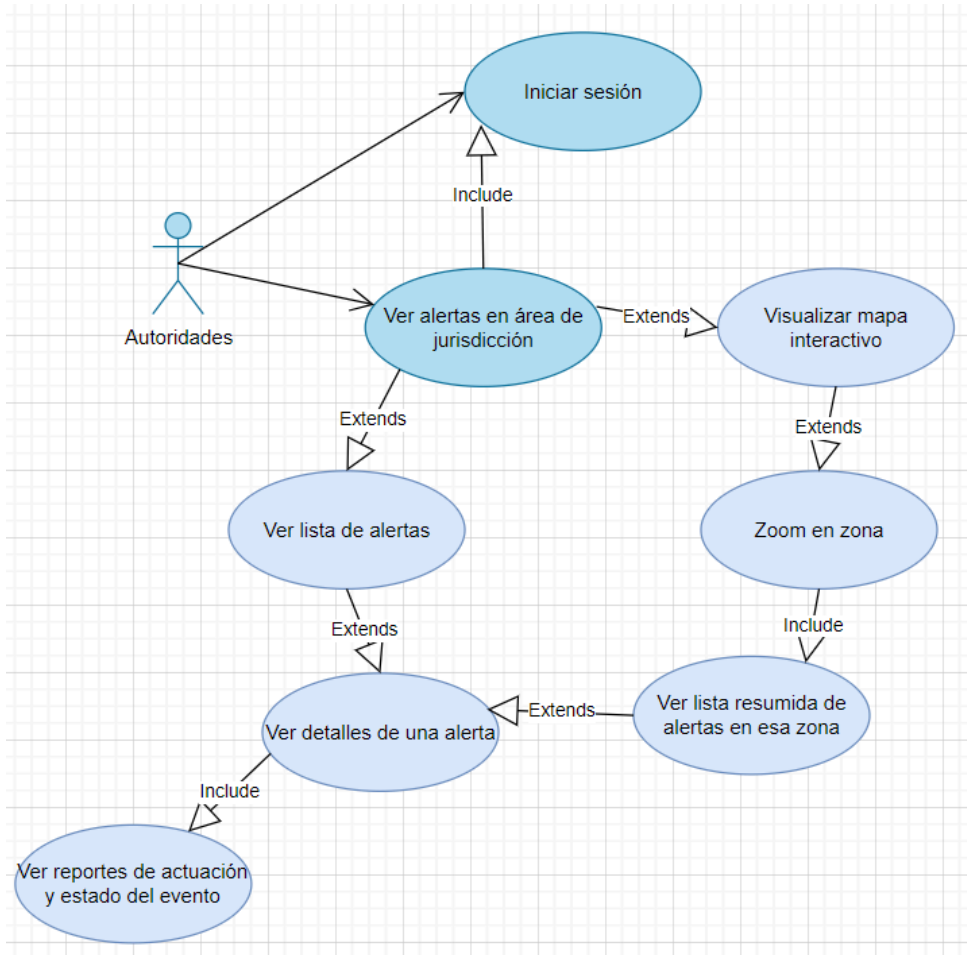 Iniciar sesión
Include
Autoridades
Ver alertas en área de
jurisdicción
Extends
Visualizar mapa
interactivo
Extends
Extends
Ver lista de alertas
Zoom en zona
Extends
Include
Ver detalles de una alerta
Extends
Ver lista resumida de
alertas en esa zona
Include
Ver reportes de actuación
y estado del evento